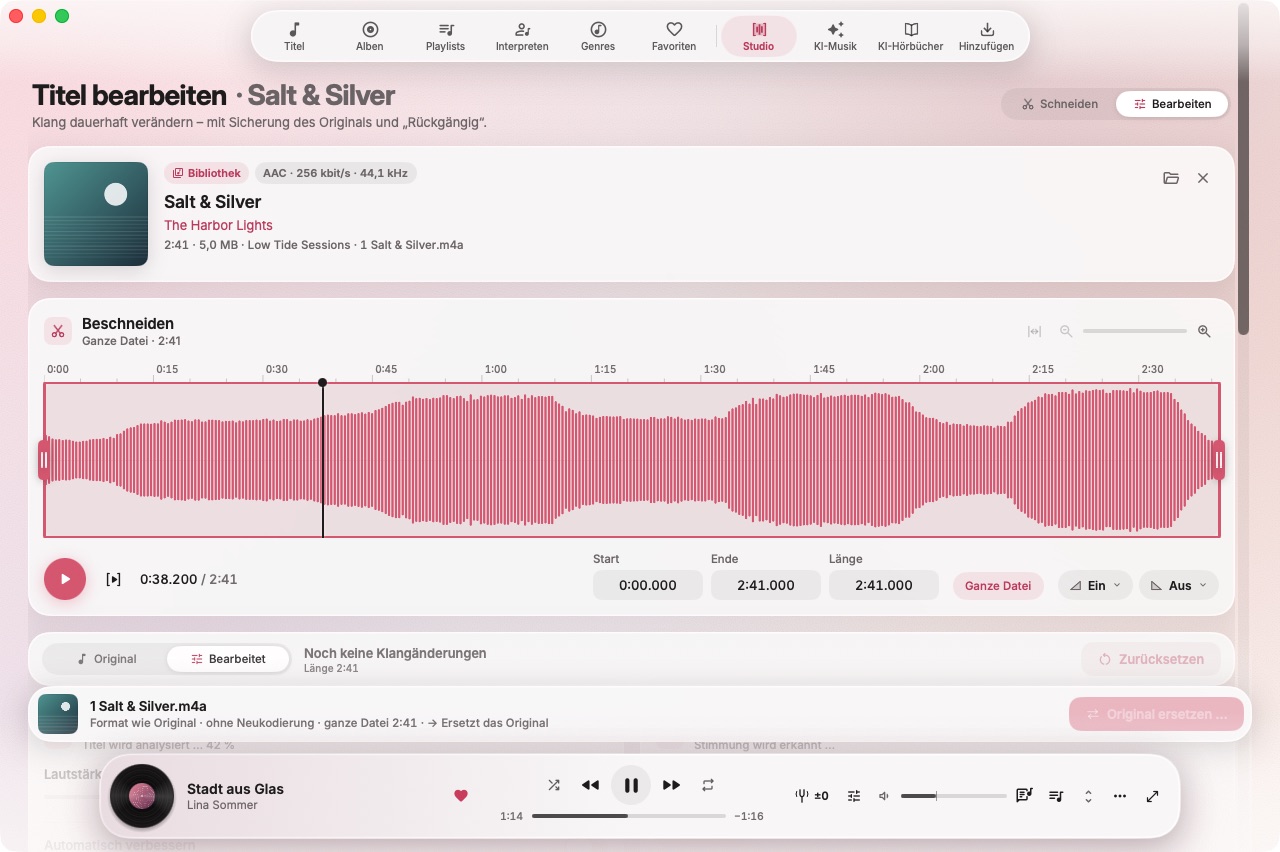 Titel
Alben
Playlists
Interpreten
Genres
Favoriten
Studio
KI-Musik
KI-Hörbücher
Hinzufügen
Titel bearbeiten · Salt & Silver
Klang dauerhaft verändern – mit Sicherung des Originals und „Rückgängig“.
Schneiden
Bearbeiten
Bibliothek
AAC · 256 kbit/s · 44,1 kHz
Salt & Silver
The Harbor Lights
2:41 · 5,0 MB · Low Tide Sessions · 1 Salt & Silver.m4a
Beschneiden
Ganze Datei · 2:41
0:00 0:15 0:30 0:45 1:00 1:15 1:30 1:45 2:00 2:15 2:30
0:38.200 / 2:41
Start
0:00.000
Ende
2:41.000
Länge
2:41.000
Ganze Datei
Ein
Aus
Original
Bearbeitet
Noch keine Klangänderungen
Länge 2:41
Zurücksetzen
1 Salt & Silver.m4a
Format wie Original · ohne Neukodierung · ganze Datei 2:41 · → Ersetzt das Original
Original ersetzen ...
Titel wird analysiert ... 42 %
Stimmung wird erkannt ...
Stadt aus Glas
Lina Sommer
1:14
−1:16
±0
Automatisch verbessern